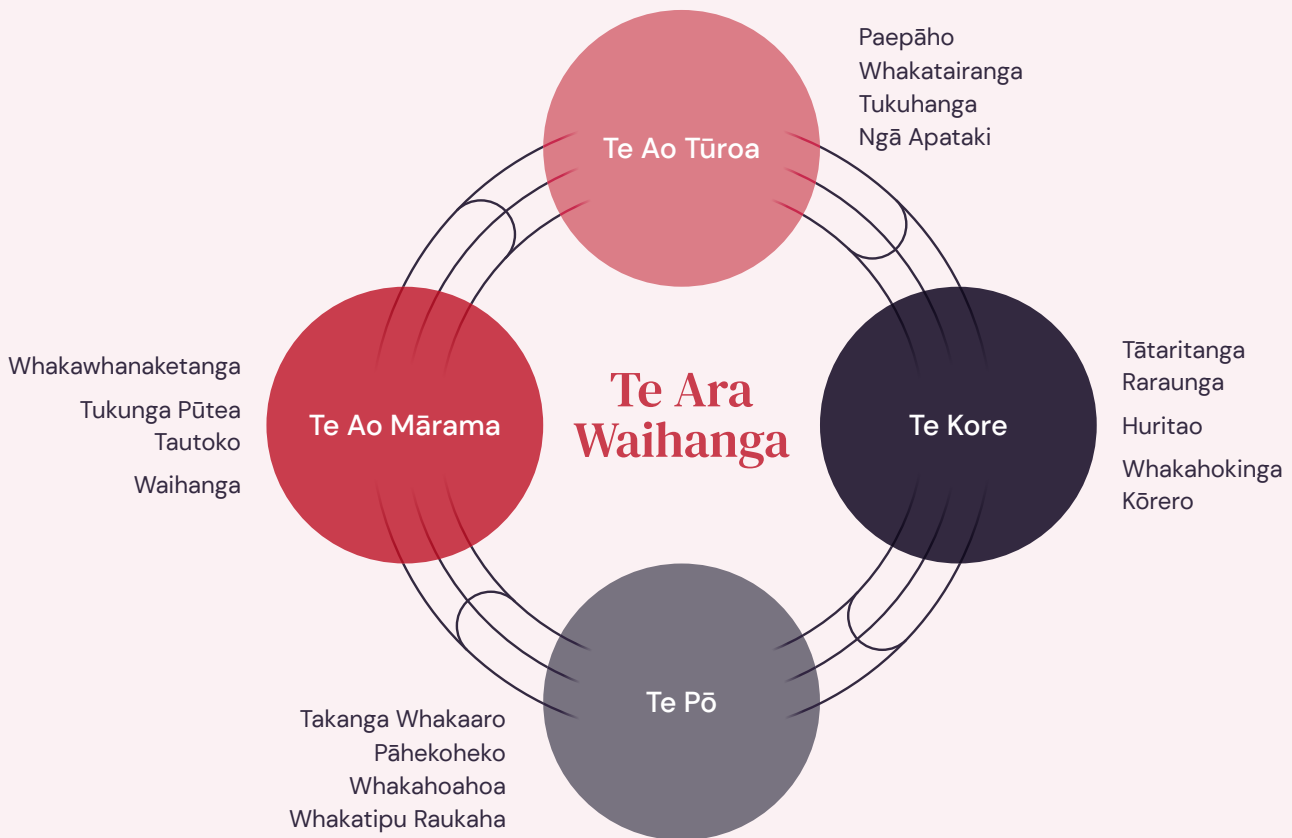 Paepāho
Whakatairanga
Tukuhanga
Ngā Apataki
Te Ao Tūroa
Whakawhanaketanga
Tukunga Pūtea
Tautoko
Waihanga
Te Ao Mārama
Te Ara
Waihanga
Te Kore
Tātaritanga
Raraunga
Huritao
Whakahokinga
Kōrero
Te Pō
Takanga Whakaaro
Pāhekoheko
Whakahoahoa
Whakatipu Raukaha